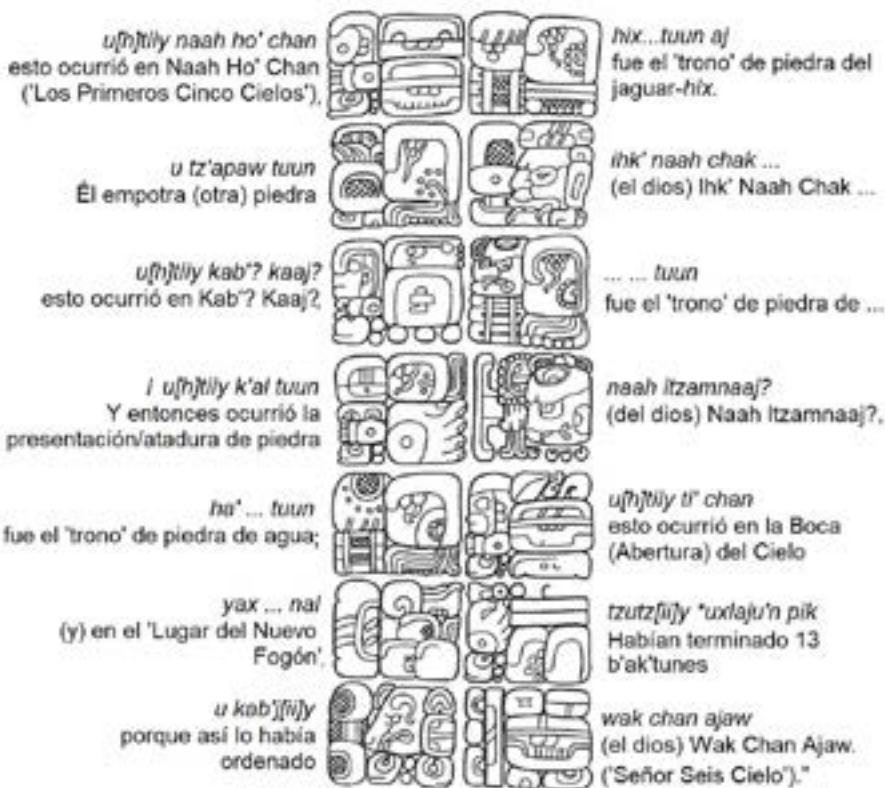 u[h]tiiy naah ho' chan
esto ocurrió en Naah Ho' Chan
('Los Primeros Cinco Cielos'),
hix...tuun aj
fue el 'trono' de piedra del
jaguar-hix.
u tz'apaw tuun
Él empotra (otra) piedra
ihk' naah chak ...
(el dios) Ihk' Naah Chak ...
u[h]tiiy kab'? kaaj?
esto ocurrió en Kab'? Kaaj?,
... ... tuun
fue el 'trono' de piedra de ...
i u[h]tiiy k'al tuun
Y entonces ocurrió la
presentación/atadura de piedra
naah itzamnaaj?
(del dios) Naah Itzamnaaj?,
ha' ... tuun
fue el 'trono' de piedra de agua;
u[h]tiiy ti' chan
esto ocurrió en la Boca
(Abertura) del Cielo
yax ... nal
(y) en el 'Lugar del Nuevo
Fogón',
tzutz[ii]y *uxlaju'n pik
Habían terminado 13
b'ak'tunes
u kab'j[ii]y
porque así lo había
ordenado
wak chan ajaw
(el dios) Wak Chan Ajaw.
('Señor Seis Cielo')."